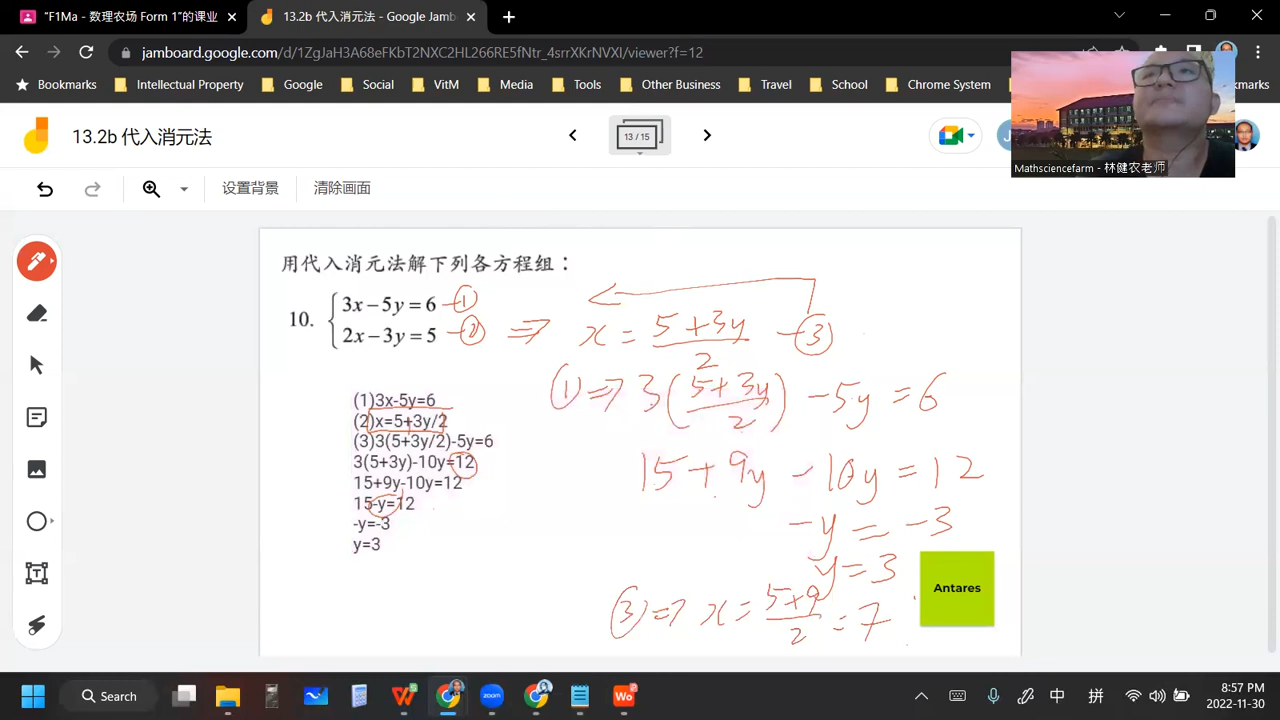 "F1Ma - 数理农场 Form 1"的课业
13.2b 代入消元法 - Google Jamb
jamboard.google.com/d/1ZgJaH3A68eFKbT2NXC2HL266RE5fNtr_4srrXKrNVXI/viewer?f=12
Bookmarks Intellectual Property Google Social VitM Media Tools Other Business Travel School Chrome System Bookmarks
13.2b 代入消元法
13 / 15
设置背景 清除画面
Mathsciencefarm - 林健农老师
用代入消元法解下列各方程组：
10. 3x-5y=6 -①
2x-3y=5 -② ⇒ x = (5+3y)/2 -③
(1)3x-5y=6
(2)x=5+3y/2
(3)3(5+3y/2)-5y=6
3(5+3y)-10y=12
15+9y-10y=12
15-y=12
-y=-3
y=3
① ⇒ 3((5+3y)/2) -5y = 6
15+9y -10y = 12
-y = -3
y = 3
③ ⇒ x = (5+9)/2 = 7
Antares
Search
中 拼
8:57 PM
2022-11-30